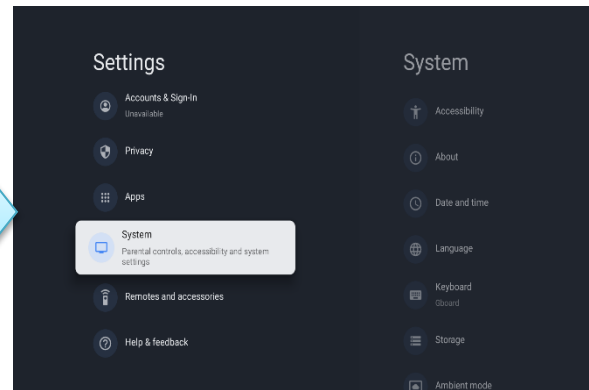 Settings
Accounts & Sign-In
Unavailable
Privacy
Apps
System
Parental controls, accessibility and system
settings
Remotes and accessories
Help & feedback
System
Accessibility
About
Date and time
Language
Keyboard
Gboard
Storage
Ambient mode